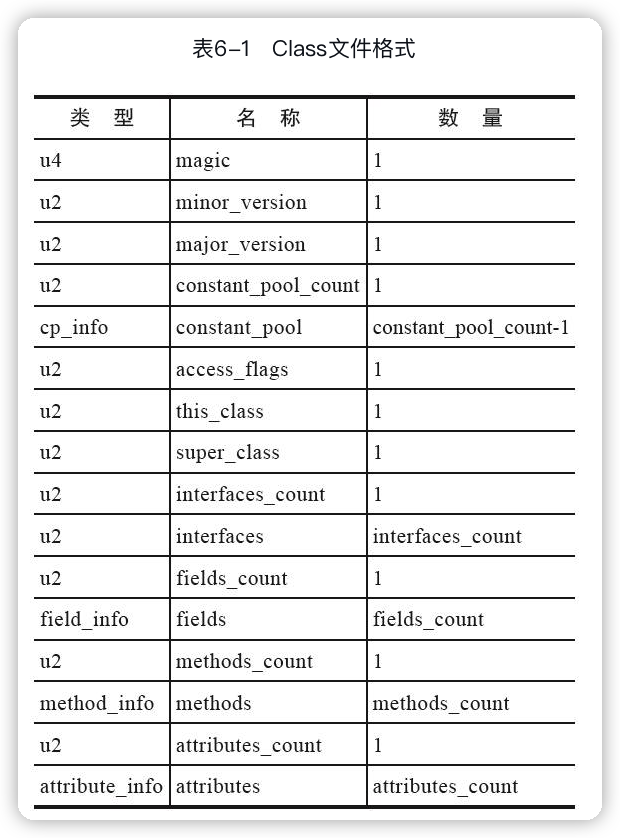 表6-1 Class文件格式
类 型 名 称 数 量
u4 magic 1
u2 minor_version 1
u2 major_version 1
u2 constant_pool_count 1
cp_info constant_pool constant_pool_count-1
u2 access_flags 1
u2 this_class 1
u2 super_class 1
u2 interfaces_count 1
u2 interfaces interfaces_count
u2 fields_count 1
field_info fields fields_count
u2 methods_count 1
method_info methods methods_count
u2 attributes_count 1
attribute_info attributes attributes_count